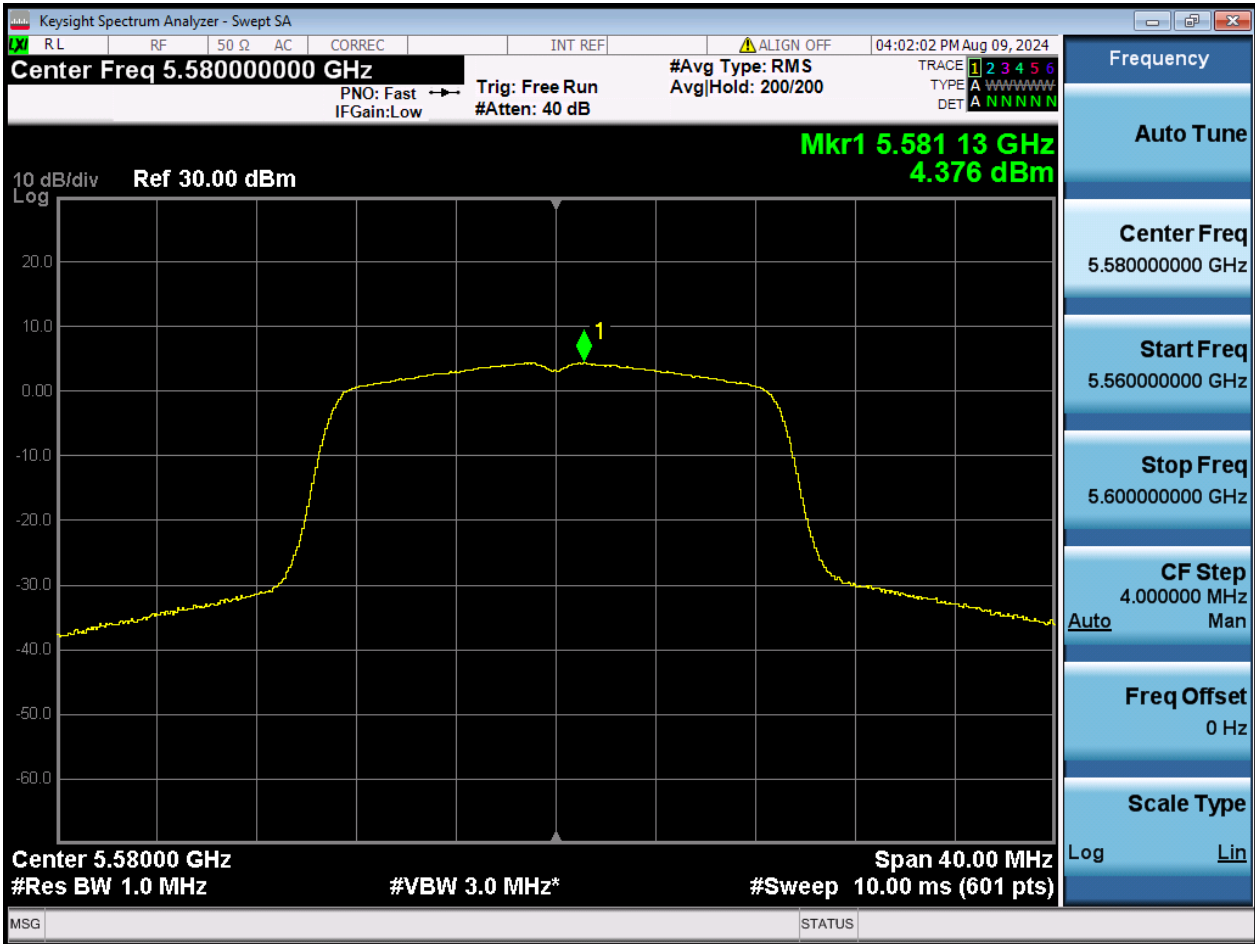 Keysight Spectrum Analyzer - Swept SA
LXI RL RF 50 Ω AC CORREC INT REF ALIGN OFF 04:02:02 PM Aug 09, 2024
Center Freq 5.580000000 GHz
PNO: Fast
IFGain:Low
Trig: Free Run
#Atten: 40 dB
#Avg Type: RMS
Avg|Hold: 200/200
TRACE 1 2 3 4 5 6
TYPE A WWWWW
DET A N N N N N
Mkr1 5.581 13 GHz
4.376 dBm
10 dB/div Ref 30.00 dBm
Log
20.0
10.0
0.00
-10.0
-20.0
-30.0
-40.0
-50.0
-60.0
1
Center 5.58000 GHz Span 40.00 MHz
#Res BW 1.0 MHz #VBW 3.0 MHz* #Sweep 10.00 ms (601 pts)
MSG STATUS
Frequency
Auto Tune
Center Freq
5.580000000 GHz
Start Freq
5.560000000 GHz
Stop Freq
5.600000000 GHz
CF Step
4.000000 MHz
Auto Man
Freq Offset
0 Hz
Scale Type
Log Lin